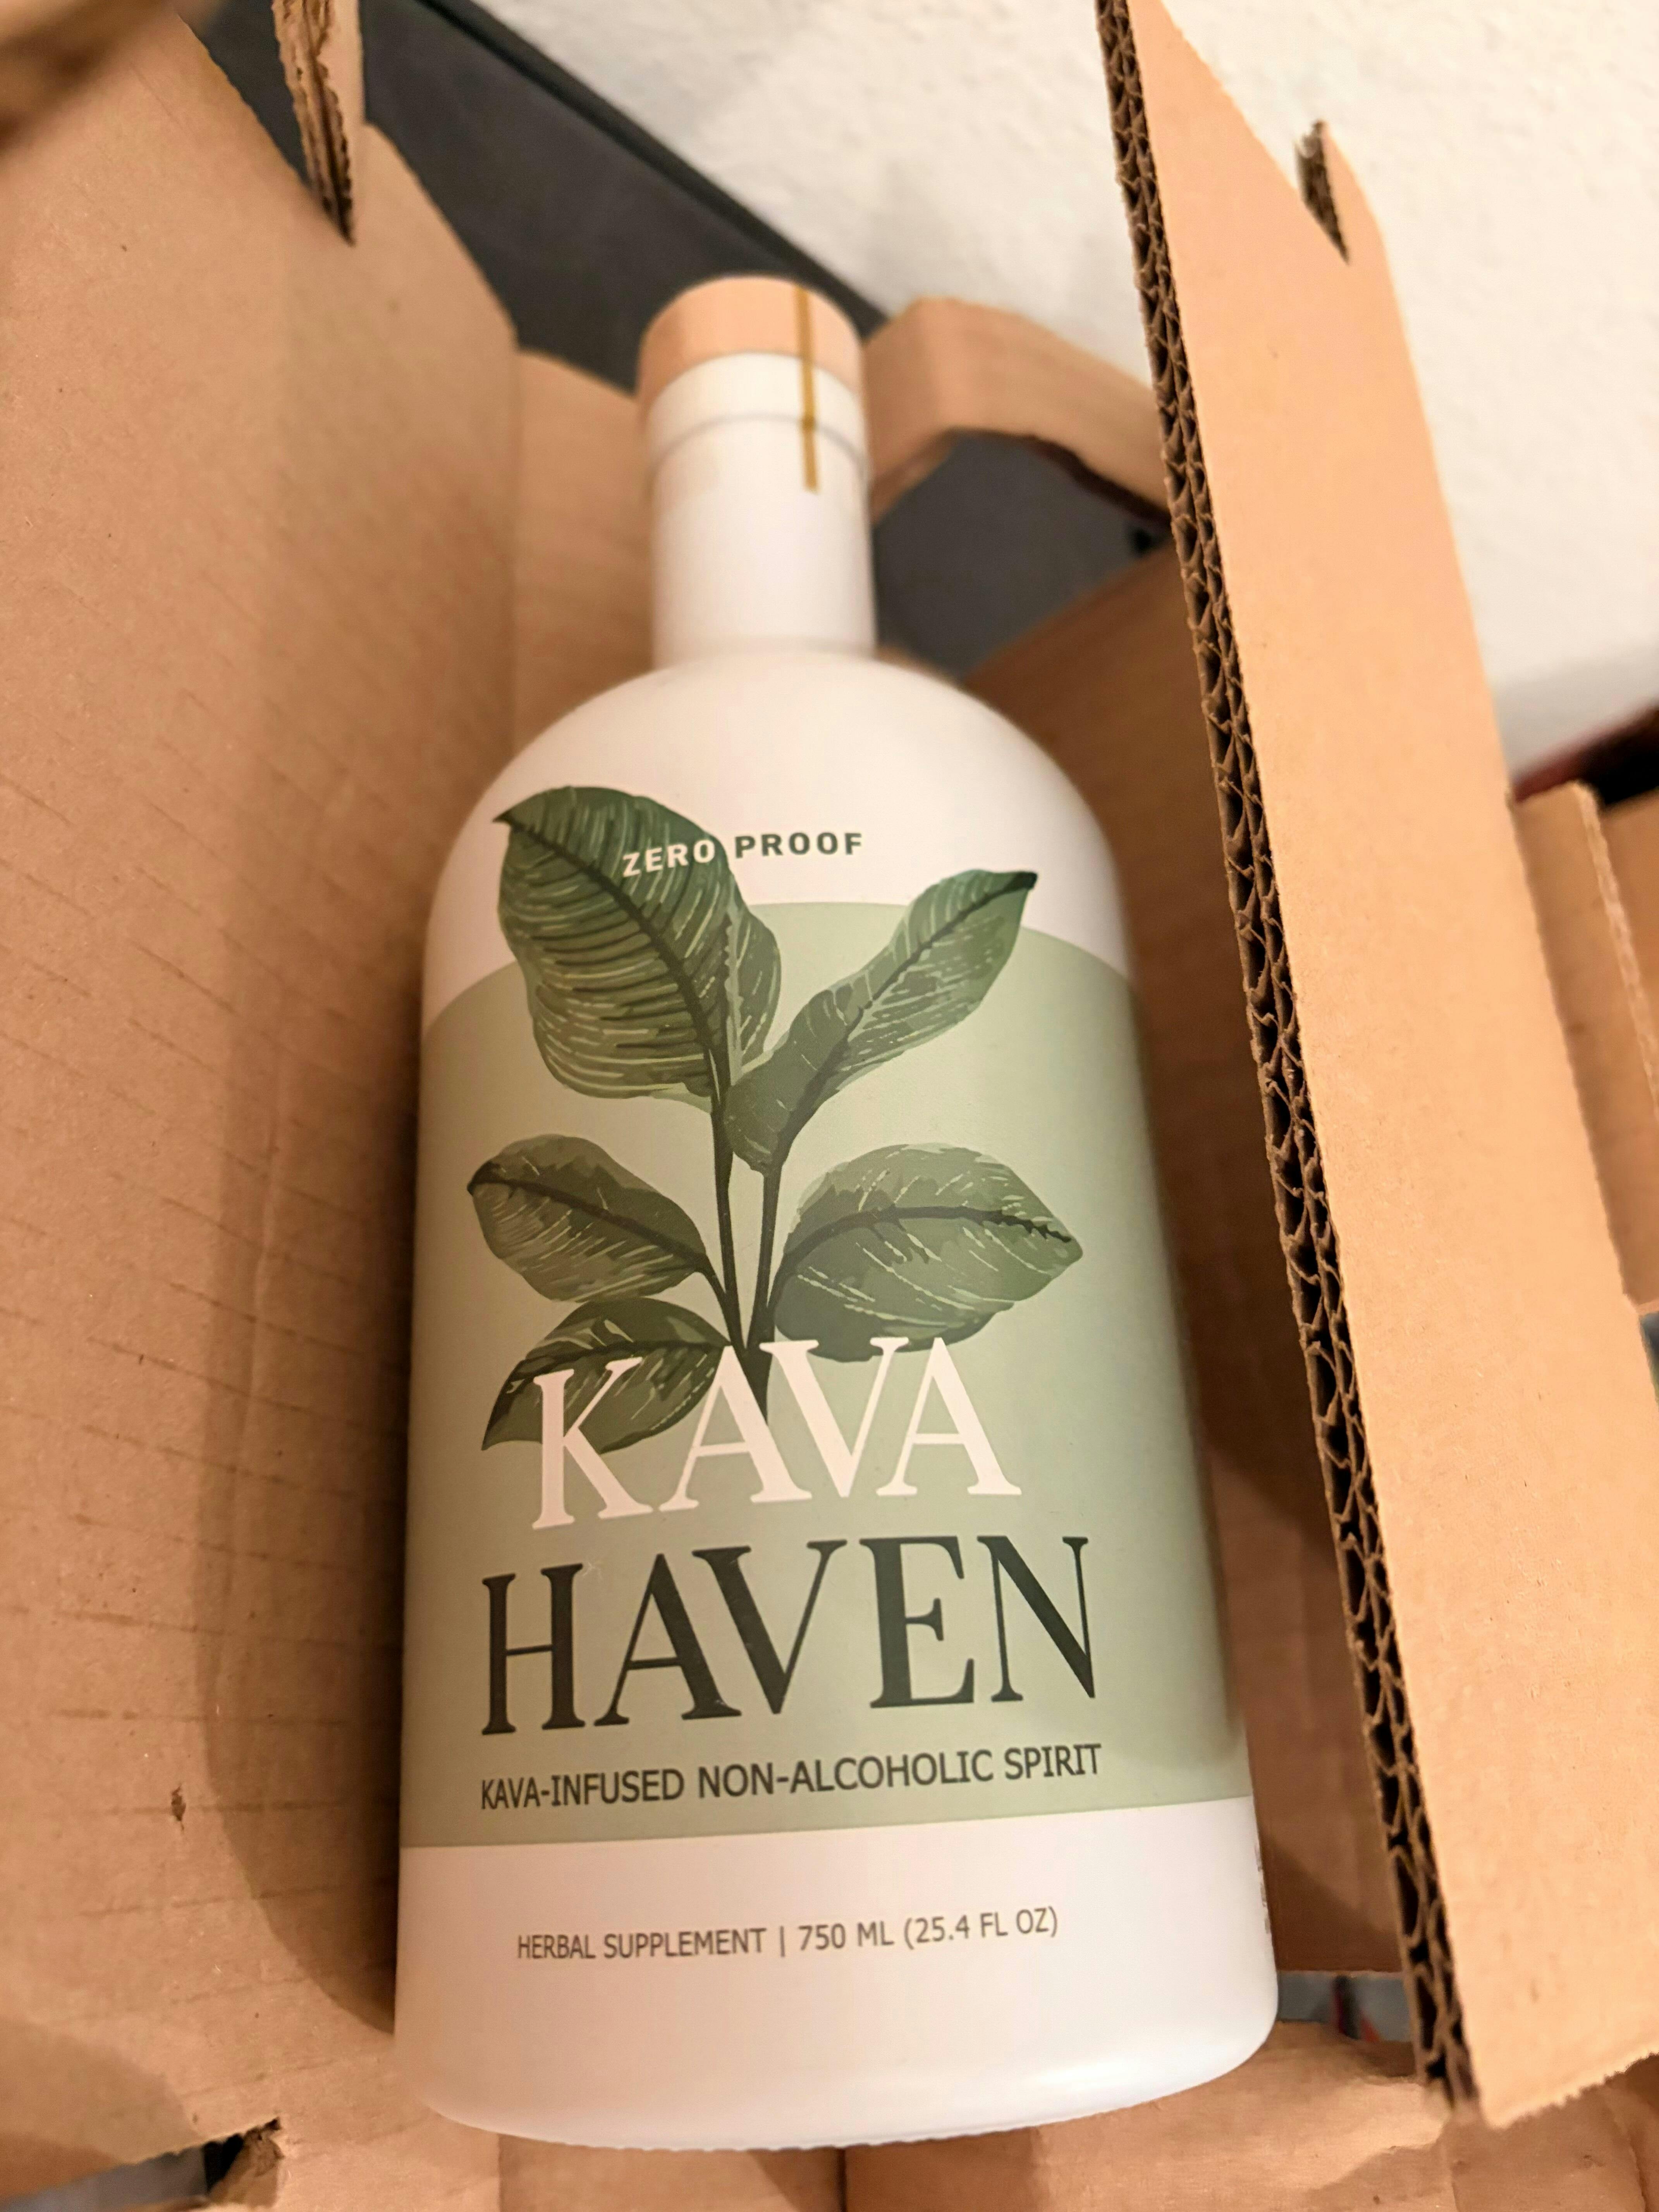 ZERO PROOF
KAVA
HAVEN
KAVA-INFUSED NON-ALCOHOLIC SPIRIT
HERBAL SUPPLEMENT | 750 ML (25.4 FL OZ)